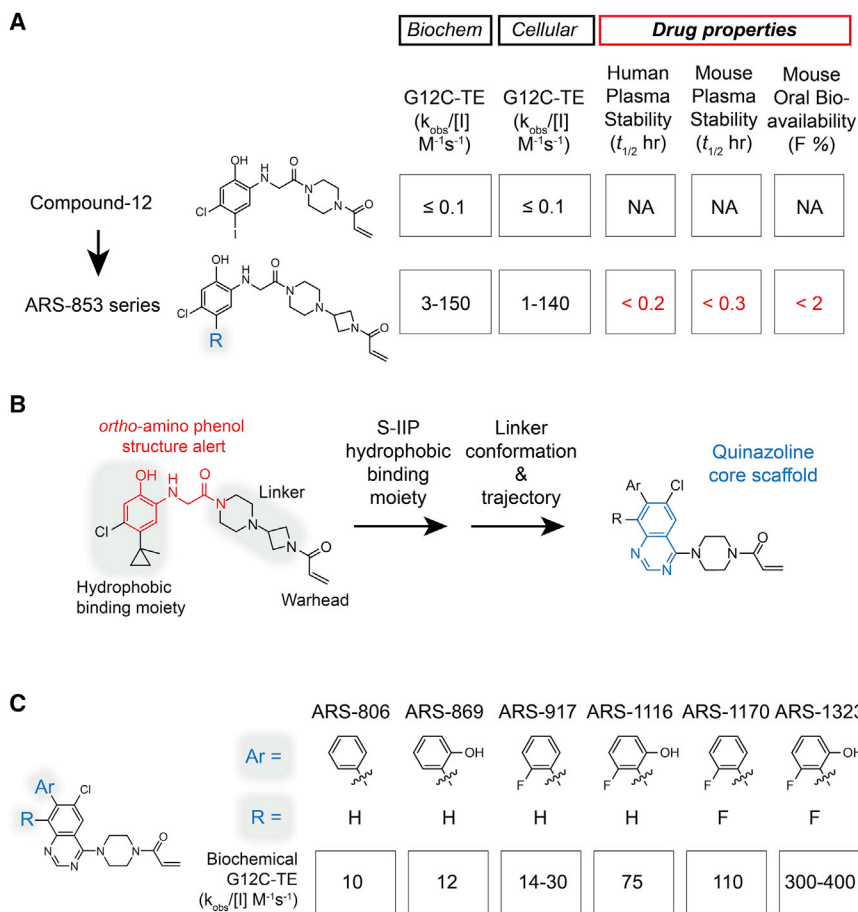 A
Biochem Cellular Drug properties
G12C-TE
(kobs/[I]
M-1s-1)
G12C-TE
(kobs/[I]
M-1s-1)
Human
Plasma
Stability
(t1/2 hr)
Mouse
Plasma
Stability
(t1/2 hr)
Mouse
Oral Bio-
availability
(F %)
Compound-12
OH
H
N
O
N
Cl
I
N
O
≤ 0.1 ≤ 0.1 NA NA NA
ARS-853 series
OH
H
N
O
N
Cl
R
N
N
O
3-150 1-140 < 0.2 < 0.3 < 2
B
ortho-amino phenol
structure alert
OH
H
N
O
N
Linker
Cl
N
N
O
Hydrophobic
binding moiety
Warhead
S-IIP
hydrophobic
binding
moiety
Linker
conformation
&
trajectory
Quinazoline
core scaffold
Ar
Cl
R
N
N
N
N
O
C
ARS-806 ARS-869 ARS-917 ARS-1116 ARS-1170 ARS-1323
Ar =
OH
F
F
OH
F
F
OH
R = H H H H F F
Ar
Cl
R
N
N
N
N
O
Biochemical
G12C-TE
(kobs/[I] M-1s-1)
10 12 14-30 75 110 300-400